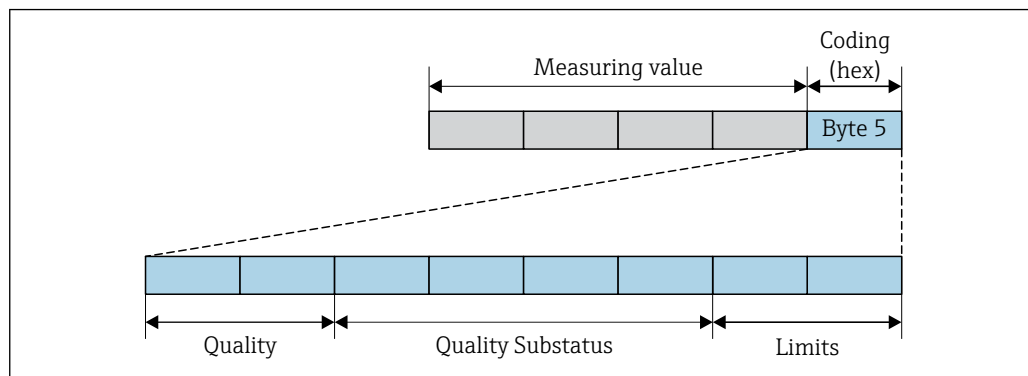 Coding
(hex)
Measuring value
Byte 5
Quality
Quality Substatus
Limits